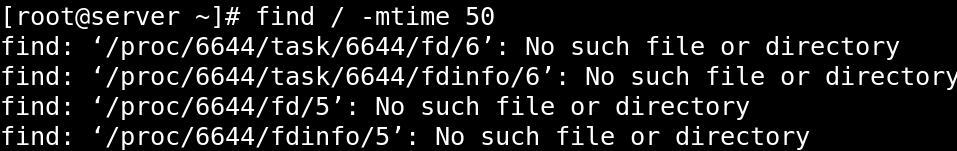 [root@server ~]# find / -mtime 50
find: ‘/proc/6644/task/6644/fd/6’: No such file or directory
find: ‘/proc/6644/task/6644/fdinfo/6’: No such file or directory
find: ‘/proc/6644/fd/5’: No such file or directory
find: ‘/proc/6644/fdinfo/5’: No such file or directory